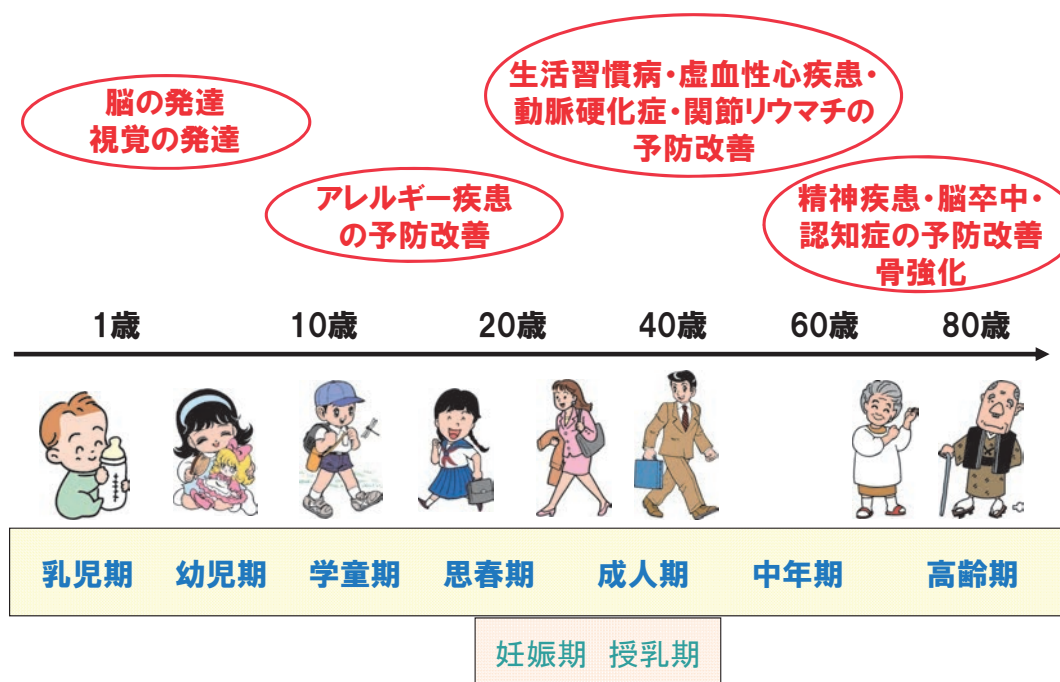 脳の発達
視覚の発達
生活習慣病・虚血性心疾患・
動脈硬化症・関節リウマチの
予防改善
アレルギー疾患
の予防改善
精神疾患・脳卒中・
認知症の予防改善
骨強化
1歳 10歳 20歳 40歳 60歳 80歳
乳児期 幼児期 学童期 思春期 成人期 中年期 高齢期
妊娠期 授乳期